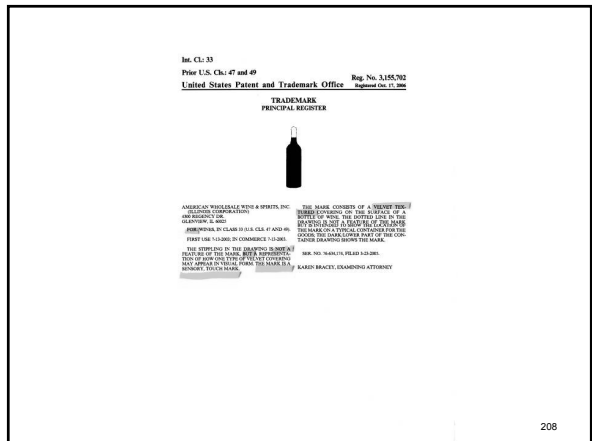 Int. Cl.: 33
Prior U.S. Cls.: 47 and 49
Reg. No. 3,155,702
United States Patent and Trademark Office
Registered Oct. 17, 2006
TRADEMARK
PRINCIPAL REGISTER
AMERICAN WHOLESALE WINE & SPIRITS, INC.
(ILLINOIS CORPORATION)
4300 REGENCY DR.
GLENVIEW, IL 60025
FOR: WINES, IN CLASS 33 (U.S. CLS. 47 AND 49).
FIRST USE 7-13-2003; IN COMMERCE 7-13-2003.
THE STIPPLING IN THE DRAWING IS NOT A
FEATURE OF THE MARK, BUT A REPRESENTA-
TION OF HOW ONE TYPE OF VELVET COVERING
MAY APPEAR IN VISUAL FORM. THE MARK IS A
SENSORY, TOUCH MARK.
THE MARK CONSISTS OF A VELVET TEX-
TURED COVERING ON THE SURFACE OF A
BOTTLE OF WINE. THE DOTTED LINE IN THE
DRAWING IS NOT A FEATURE OF THE MARK
BUT IS INTENDED TO SHOW THE LOCATION OF
THE MARK ON A TYPICAL CONTAINER FOR THE
GOODS; THE DARK/LOWER PART OF THE CON-
TAINER DRAWING SHOWS THE MARK.
SER. NO. FILED
KAREN BRACEY, EXAMINING ATTORNEY
208